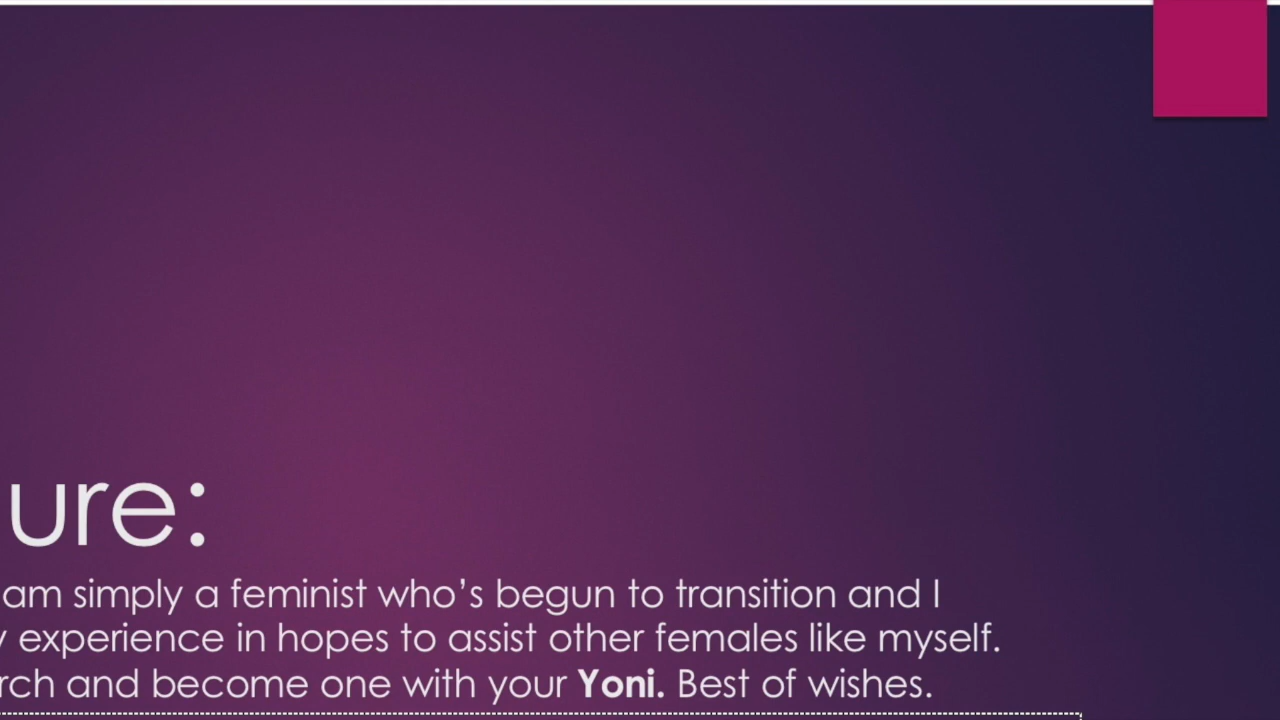 ure:
am simply a feminist who's begun to transition and I
experience in hopes to assist other females like myself.
rch and become one with your Yoni. Best of wishes.